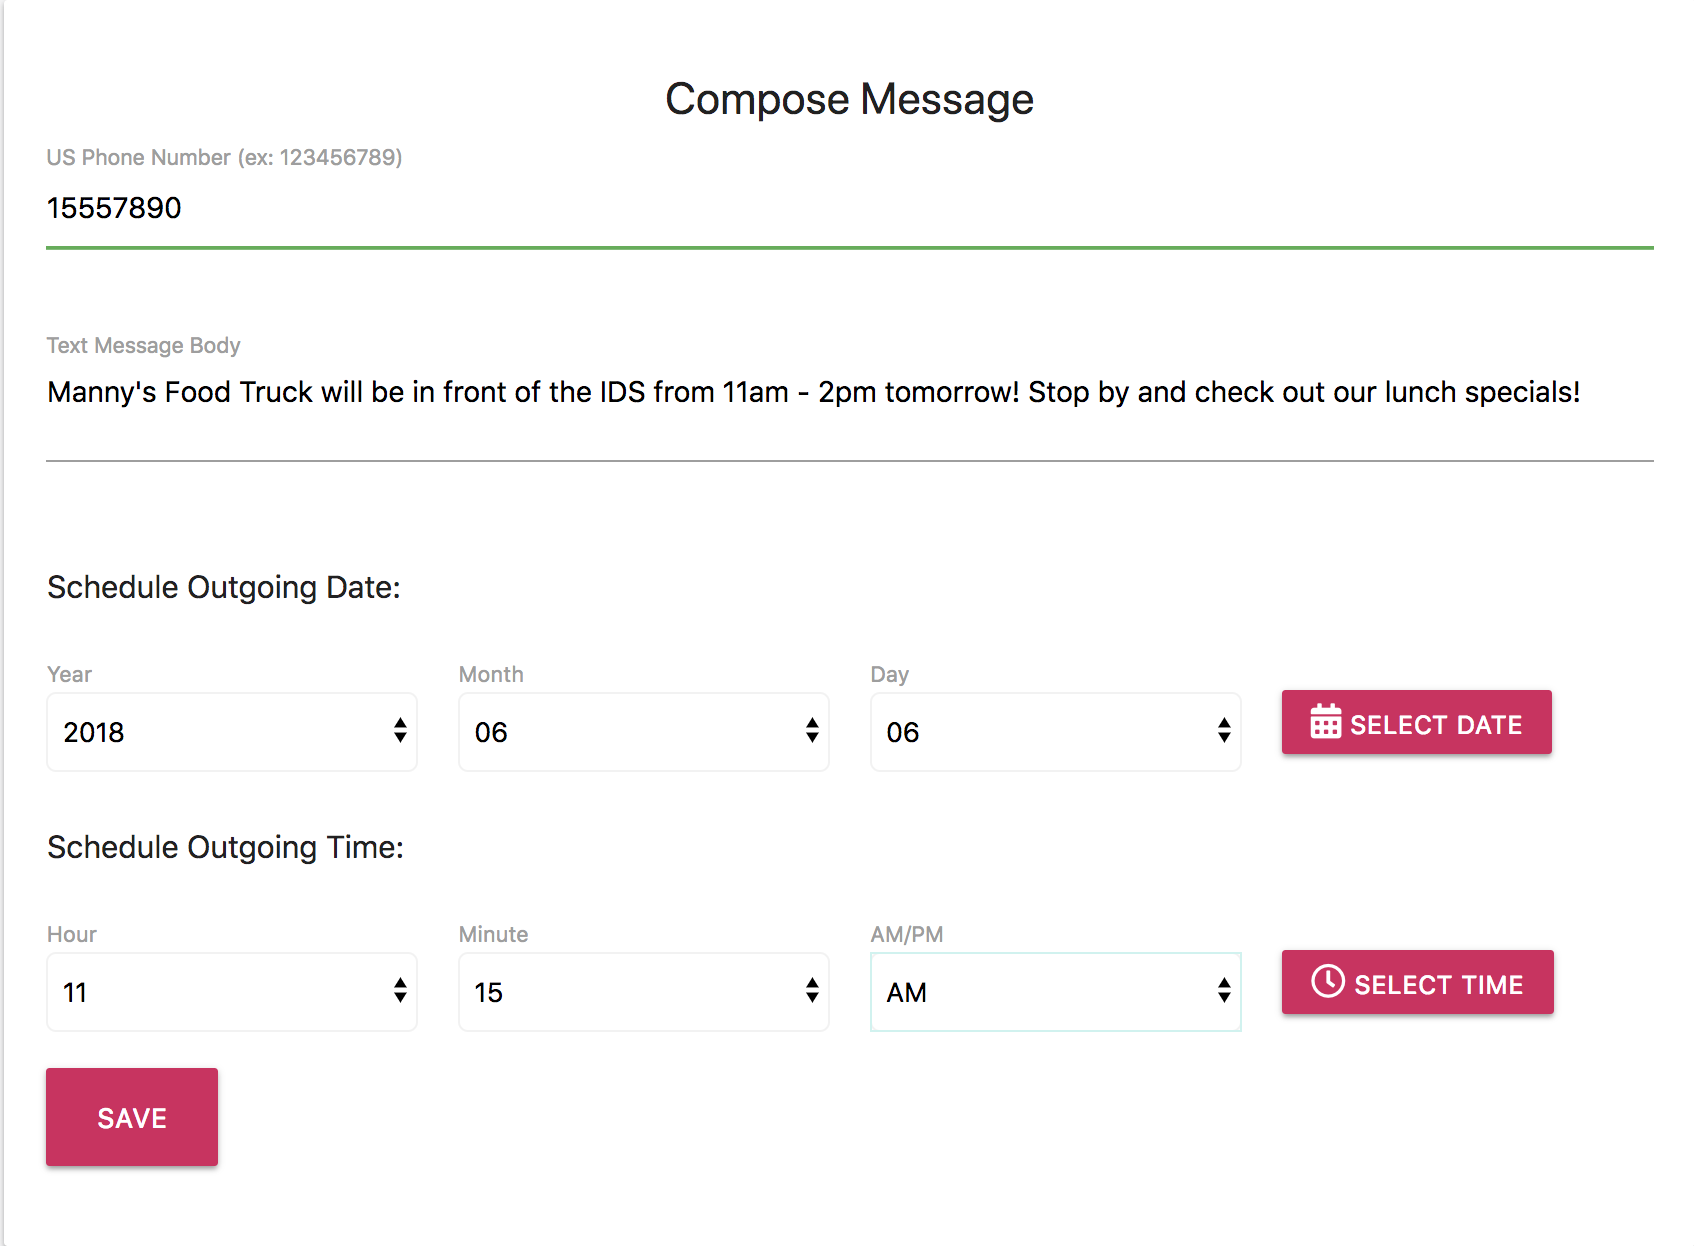 Compose Message
US Phone Number (ex: 123456789)
15557890
Text Message Body
Manny's Food Truck will be in front of the IDS from 11am - 2pm tomorrow! Stop by and check out our lunch specials!
Schedule Outgoing Date:
Year Month Day
2018 06 06 SELECT DATE
Schedule Outgoing Time:
Hour Minute AM/PM
11 15 AM SELECT TIME
SAVE